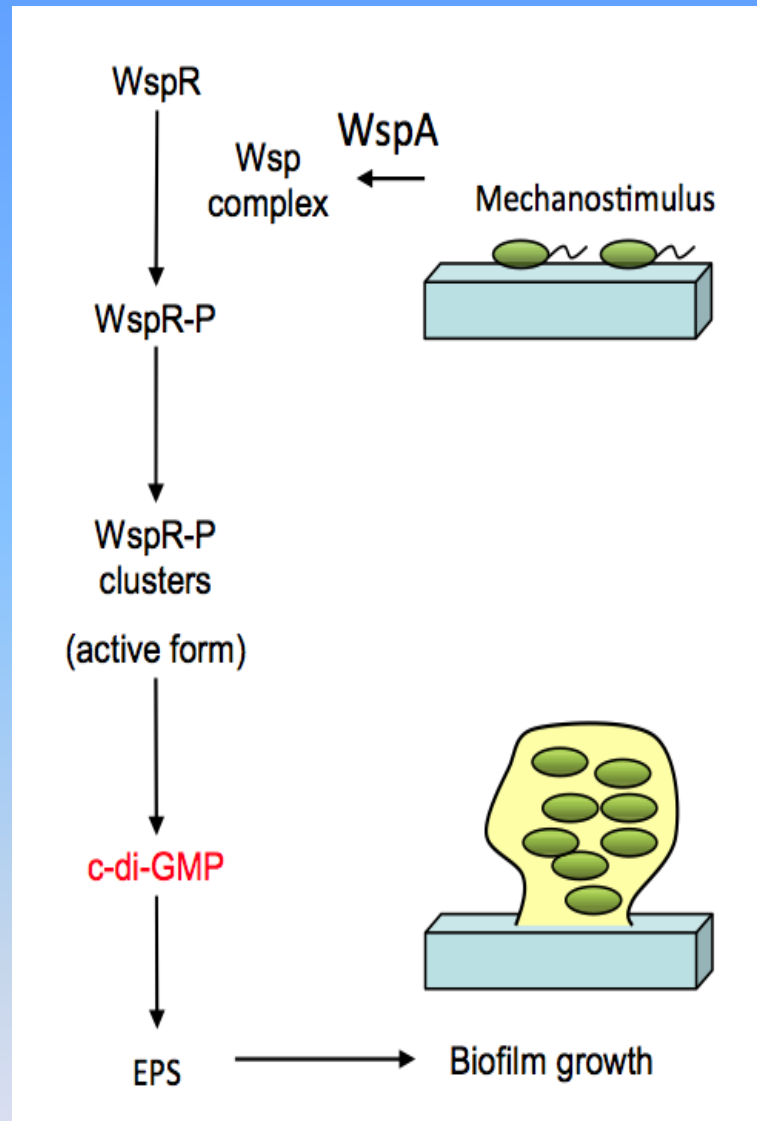 WspR
WspA
Wsp
complex
Mechanostimulus
WspR-P
WspR-P
clusters
(active form)
c-di-GMP
EPS
Biofilm growth